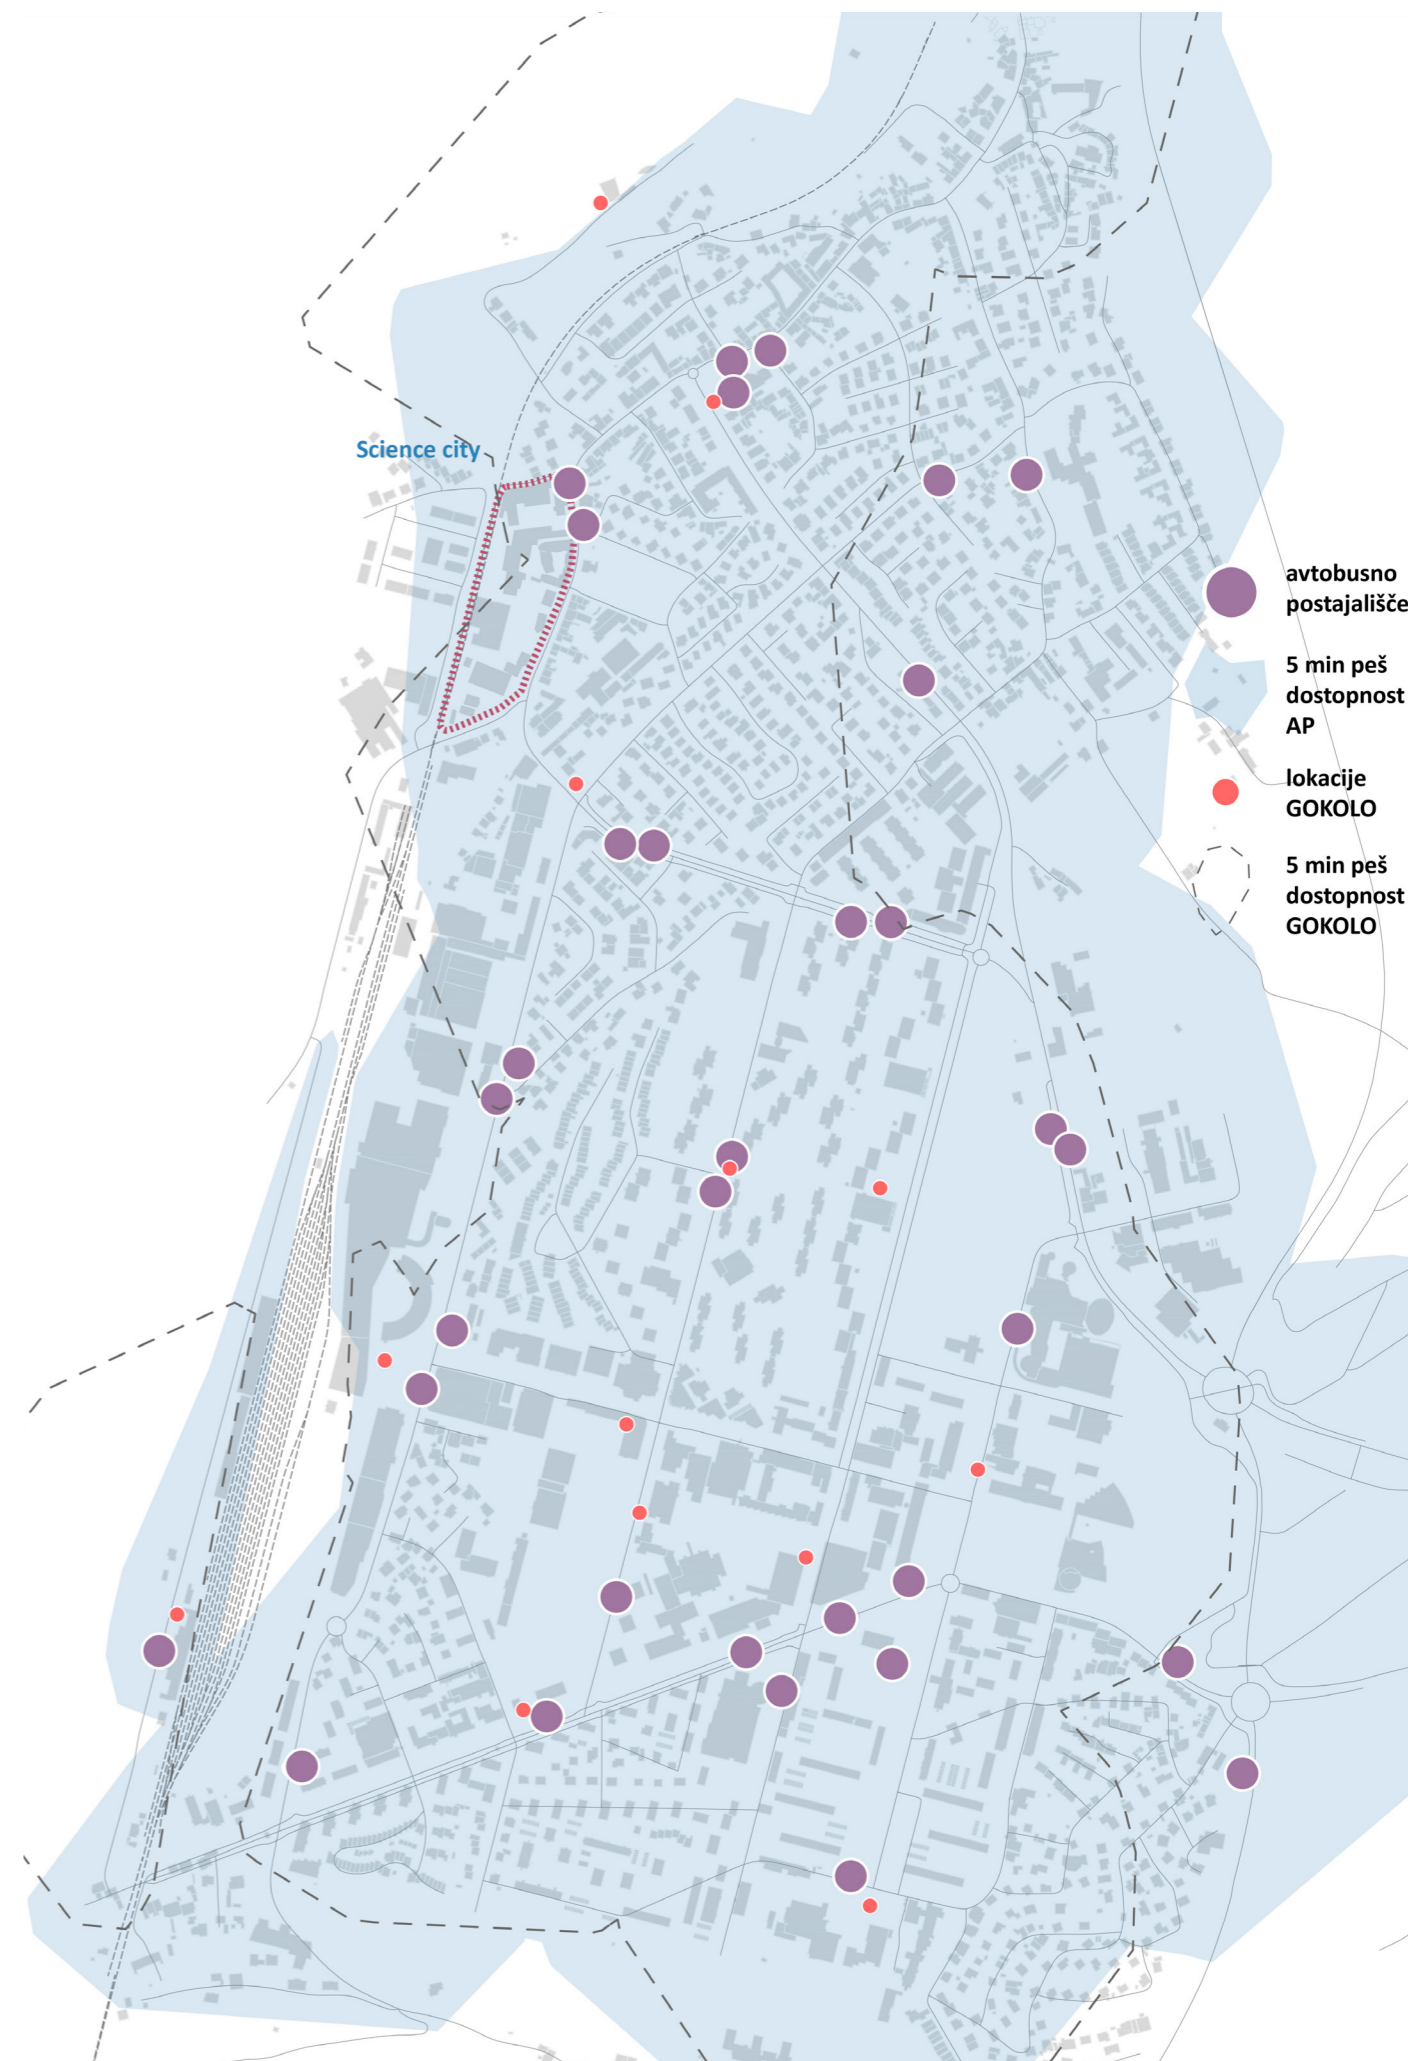 Science city
avtobusno
postajališče
5 min peš
dostopnost
AP
lokacije
GOKOLO
5 min peš
dostopnost
GOKOLO